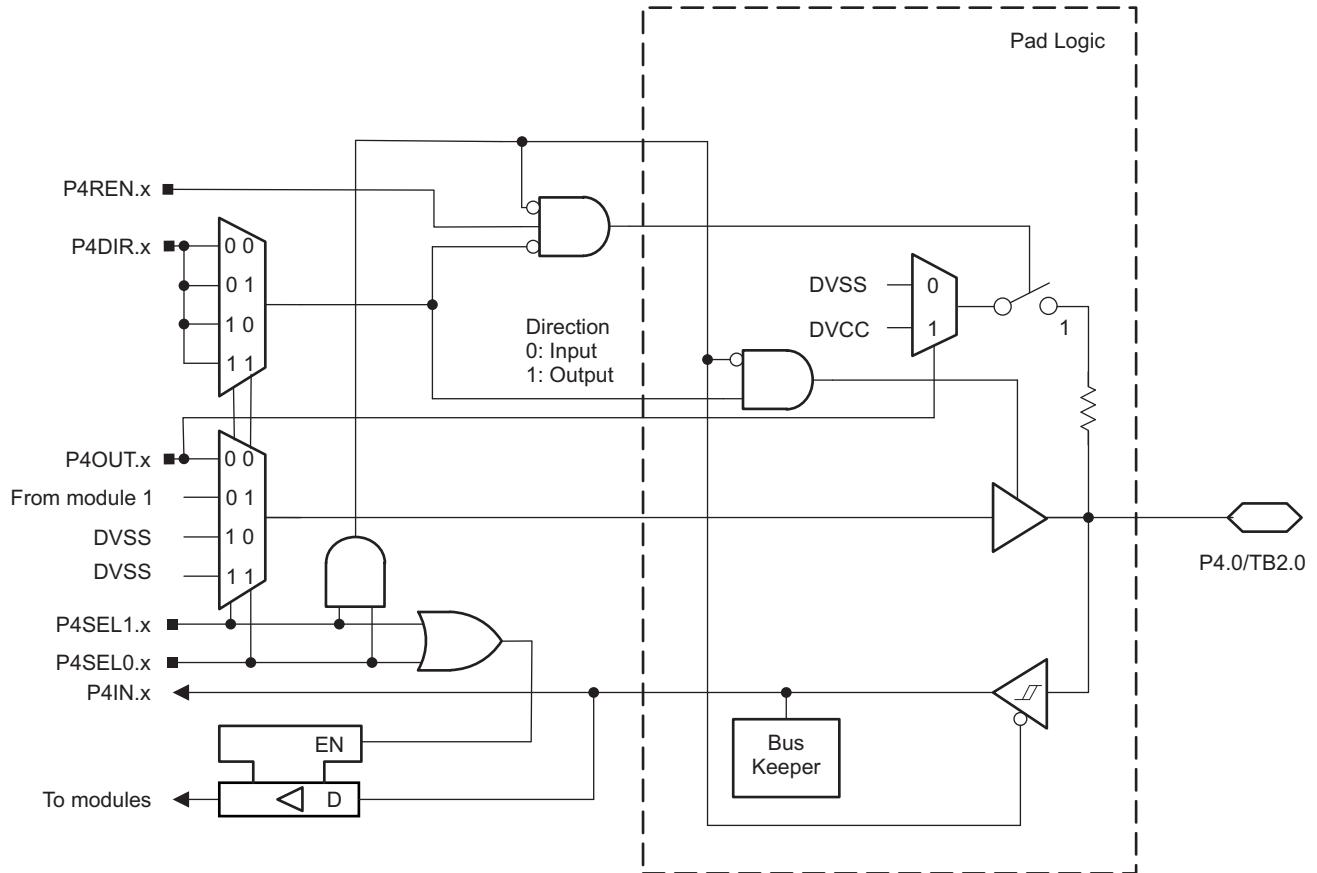 Pad Logic
P4REN.x
P4DIR.x
0 0
0 1
1 0
1 1
Direction
0: Input
1: Output
DVSS
0
DVCC
1
1
P4OUT.x
0 0
From module 1
0 1
DVSS
1 0
DVSS
1 1
P4.0/TB2.0
P4SEL1.x
P4SEL0.x
P4IN.x
EN
Bus
Keeper
To modules
D